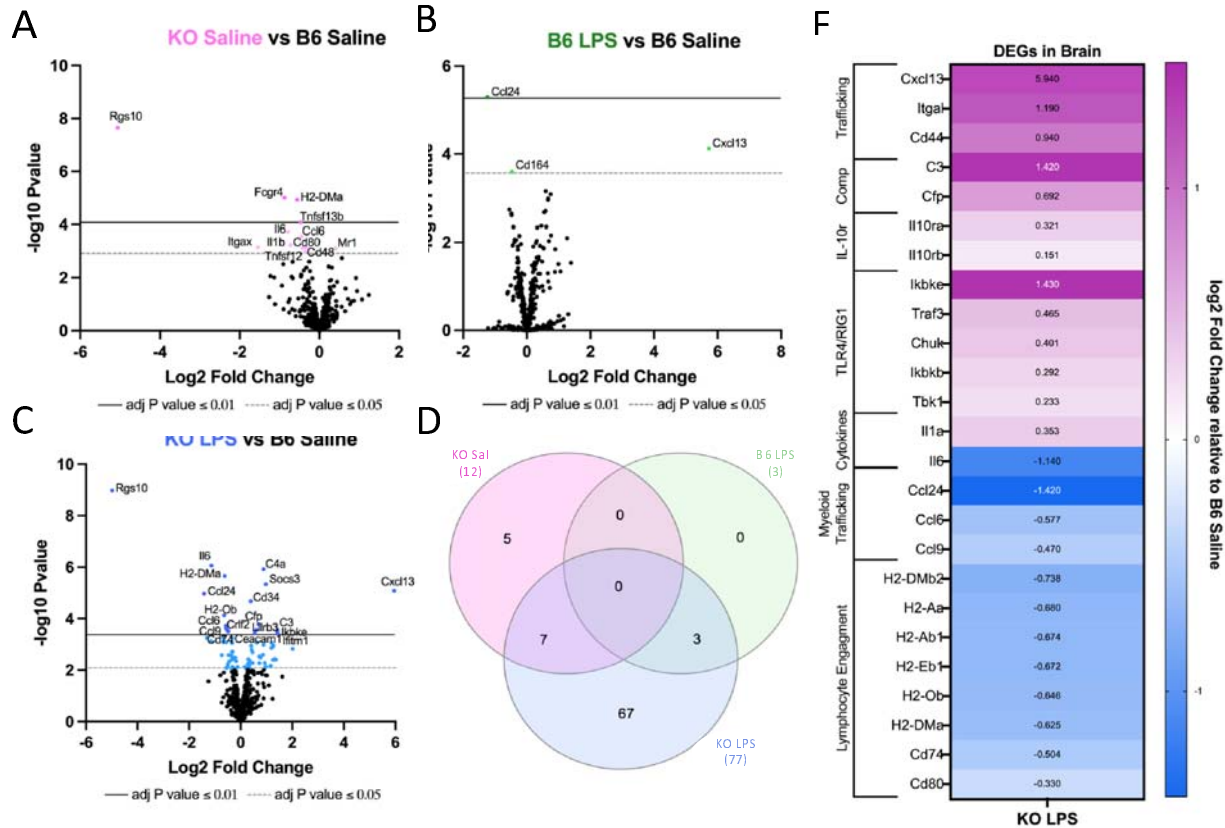 A
KO Saline vs B6 Saline
-log10 Pvalue
10
8
6
4
2
0
Rgs10
Fcgr4
H2-DMa
Tnfsf13b
Il6
Ccl6
Itgax
Il1b
Cd80
Mr1
Tnfsf12
Cd48
-6
-4
-2
0
2
Log2 Fold Change
adj P value ≤ 0.01
adj P value ≤ 0.05
B
B6 LPS vs B6 Saline
-log10 Pvalue
6
4
2
0
Ccl24
Cxcl13
Cd164
-2
0
2
4
6
8
Log2 Fold Change
adj P value ≤ 0.01
adj P value ≤ 0.05
C
KO LPS vs B6 Saline
-log10 Pvalue
10
8
6
4
2
0
Rgs10
Il6
C4a
H2-DMa
Socs3
Cxcl13
Ccl24
Cd34
H2-Ob
Cfp
Ccl6
Crlf2
Lilrb3
C3
Ccl9
Ikbke
Cd74
Ceacam1
Ifitm1
-6
-4
-2
0
2
4
6
Log2 Fold Change
adj P value ≤ 0.01
adj P value ≤ 0.05
D
KO Sal
(12)
B6 LPS
(3)
5
0
0
0
7
3
67
KO LPS
(77)
F
DEGs in Brain
Trafficking
Cxcl13 5.940
Itgal 1.190
Cd44 0.940
Comp
C3 1.420
Cfp 0.692
IL-10r
Il10ra 0.321
Il10rb 0.151
TLR4/RIG1
Ikbke 1.430
Traf3 0.465
Chuk 0.401
Ikbkb 0.292
Tbk1 0.233
Cytokines
Il1a 0.353
Il6 -1.140
Myeloid
Trafficking
Ccl24 -1.420
Ccl6 -0.577
Ccl9 -0.470
Lymphocyte Engagment
H2-DMb2 -0.738
H2-Aa -0.680
H2-Ab1 -0.674
H2-Eb1 -0.672
H2-Ob -0.646
H2-DMa -0.625
Cd74 -0.504
Cd80 -0.330
KO LPS
1
0
-1
log2 Fold Change relative to B6 Saline